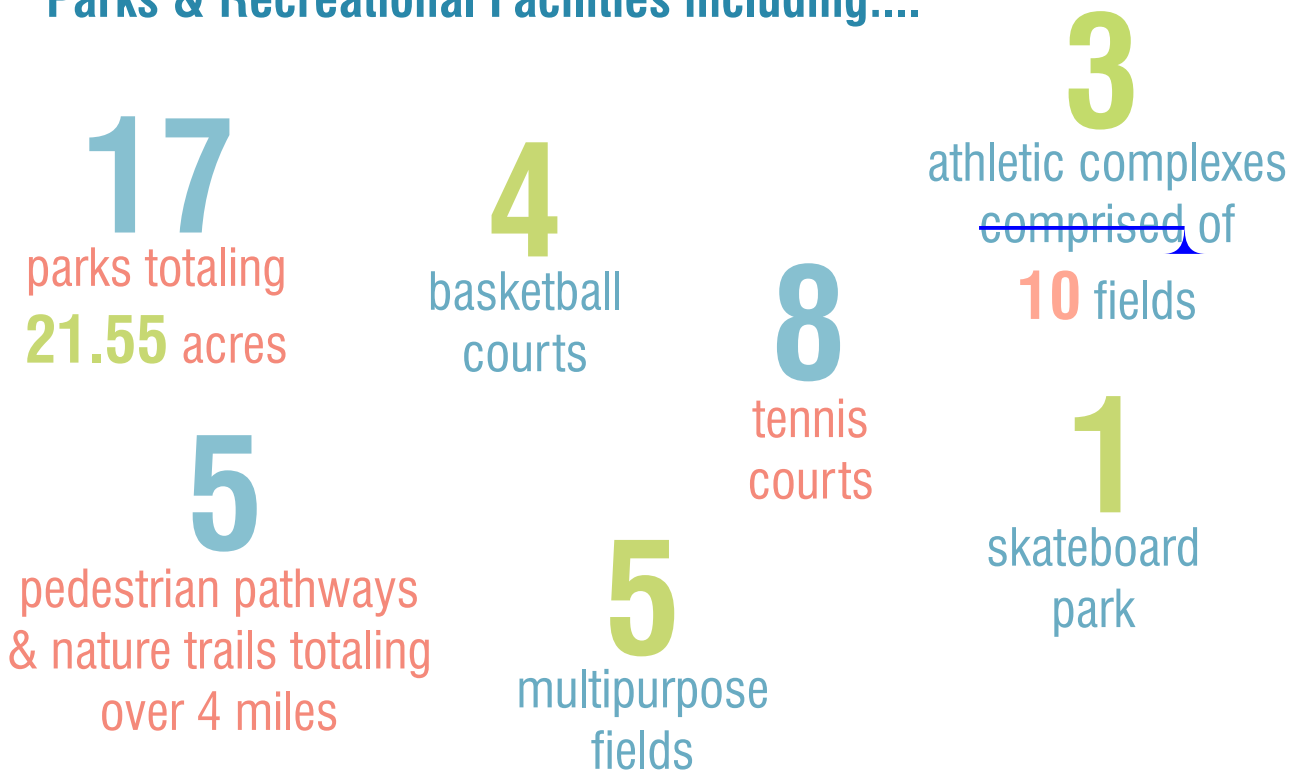 Parks & Recreational Facilities including....
17
parks totaling
21.55 acres
4
basketball
courts
8
tennis
courts
3
athletic complexes
comprised of
10 fields
5
pedestrian pathways
& nature trails totaling
over 4 miles
5
multipurpose
fields
1
skateboard
park